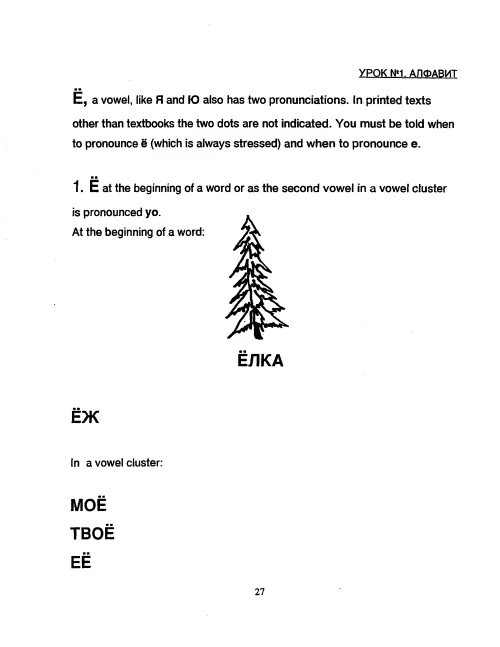 УРОК №1. АЛФАВИТ
Ё, a vowel, like Я and Ю also has two pronunciations. In printed texts
other than textbooks the two dots are not indicated. You must be told when
to pronounce ё (which is always stressed) and when to pronounce е.
1. Ё at the beginning of a word or as the second vowel in a vowel cluster
is pronounced yo.
At the beginning of a word:
ЁЛКА
ЁЖ
In a vowel cluster:
МОЁ
ТВОЁ
ЕЁ
27